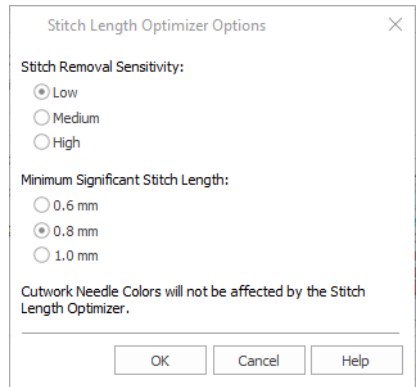 Stitch Length Optimizer Options
Stitch Removal Sensitivity:
Low
Medium
High
Minimum Significant Stitch Length:
0.6 mm
0.8 mm
1.0 mm
Cutwork Needle Colors will not be affected by the Stitch
Length Optimizer.
OK Cancel Help